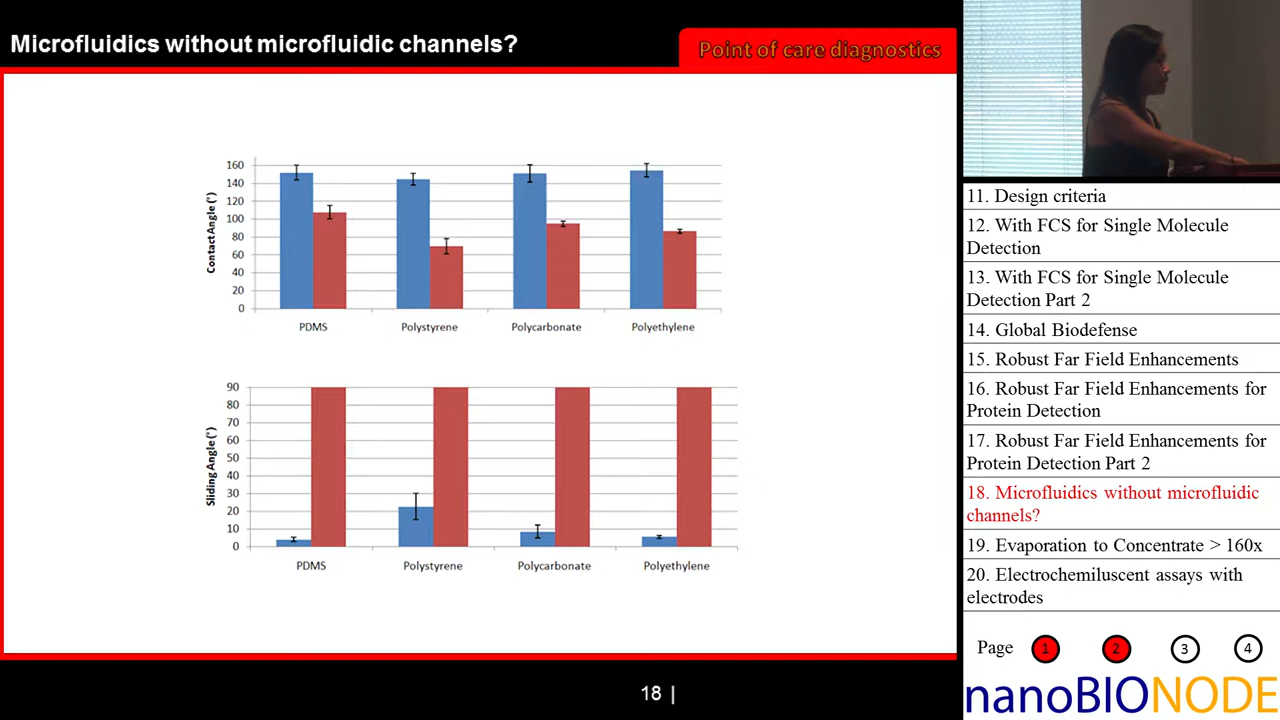 Microfluidics without microfluidic channels?
Point of care diagnostics
Contact Angle (°)
160
140
120
100
80
60
40
20
0
PDMS Polystyrene Polycarbonate Polyethylene
Sliding Angle (°)
90
80
70
60
50
40
30
20
10
0
PDMS Polystyrene Polycarbonate Polyethylene
18 |
11. Design criteria
12. With FCS for Single Molecule
Detection
13. With FCS for Single Molecule
Detection Part 2
14. Global Biodefense
15. Robust Far Field Enhancements
16. Robust Far Field Enhancements for
Protein Detection
17. Robust Far Field Enhancements for
Protein Detection Part 2
18. Microfluidics without microfluidic
channels?
19. Evaporation to Concentrate > 160x
20. Electrochemiluscent assays with
electrodes
Page 1 2 3 4
nanoBIONODE